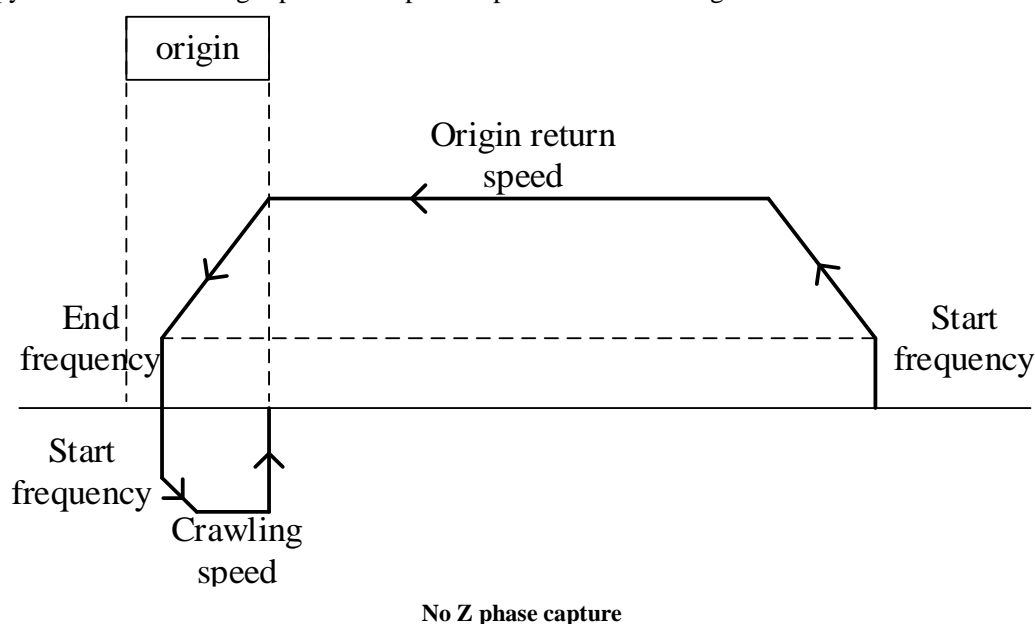 origin
Origin return
speed
End
frequency
Start
frequency
Start
frequency
Crawling
speed
No Z phase capture